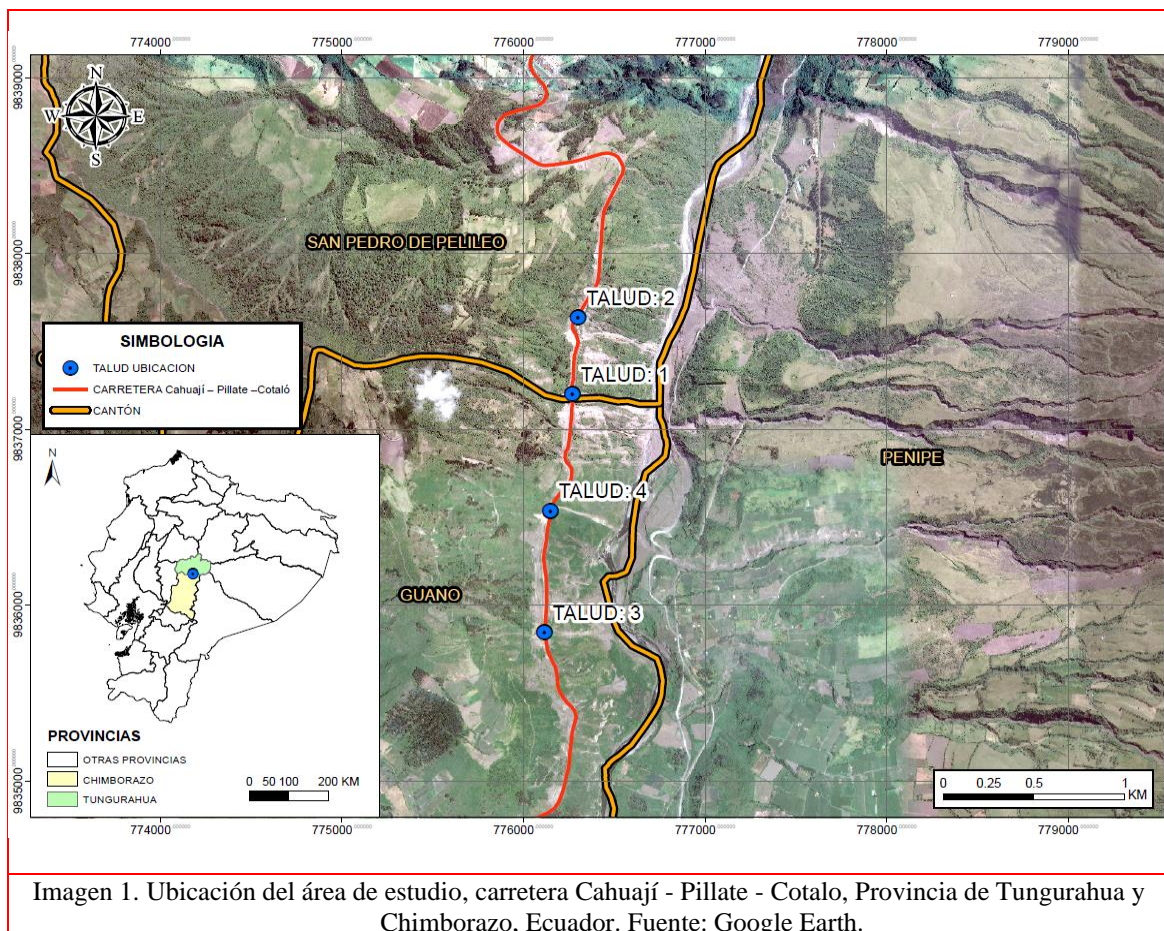 774000 775000 776000 777000 778000 779000
9839000
N
W E
S
9838000
SAN PEDRO DE PELILEO
TALUD: 2
SIMBOLOGIA
TALUD UBICACION
CARRETERA Cahuají – Pillate –Cotaló
CANTÓN
TALUD: 1
9837000
PENIPE
TALUD: 4
N
GUANO
9836000
TALUD: 3
PROVINCIAS
OTRAS PROVINCIAS
CHIMBORAZO
TUNGURAHUA
0 50 100 200 KM
9835000
0 0.25 0.5 1
KM
774000 775000 776000 777000 778000 779000
Imagen 1. Ubicación del área de estudio, carretera Cahuají - Pillate - Cotalo, Provincia de Tungurahua y
Chimborazo, Ecuador. Fuente: Google Earth.